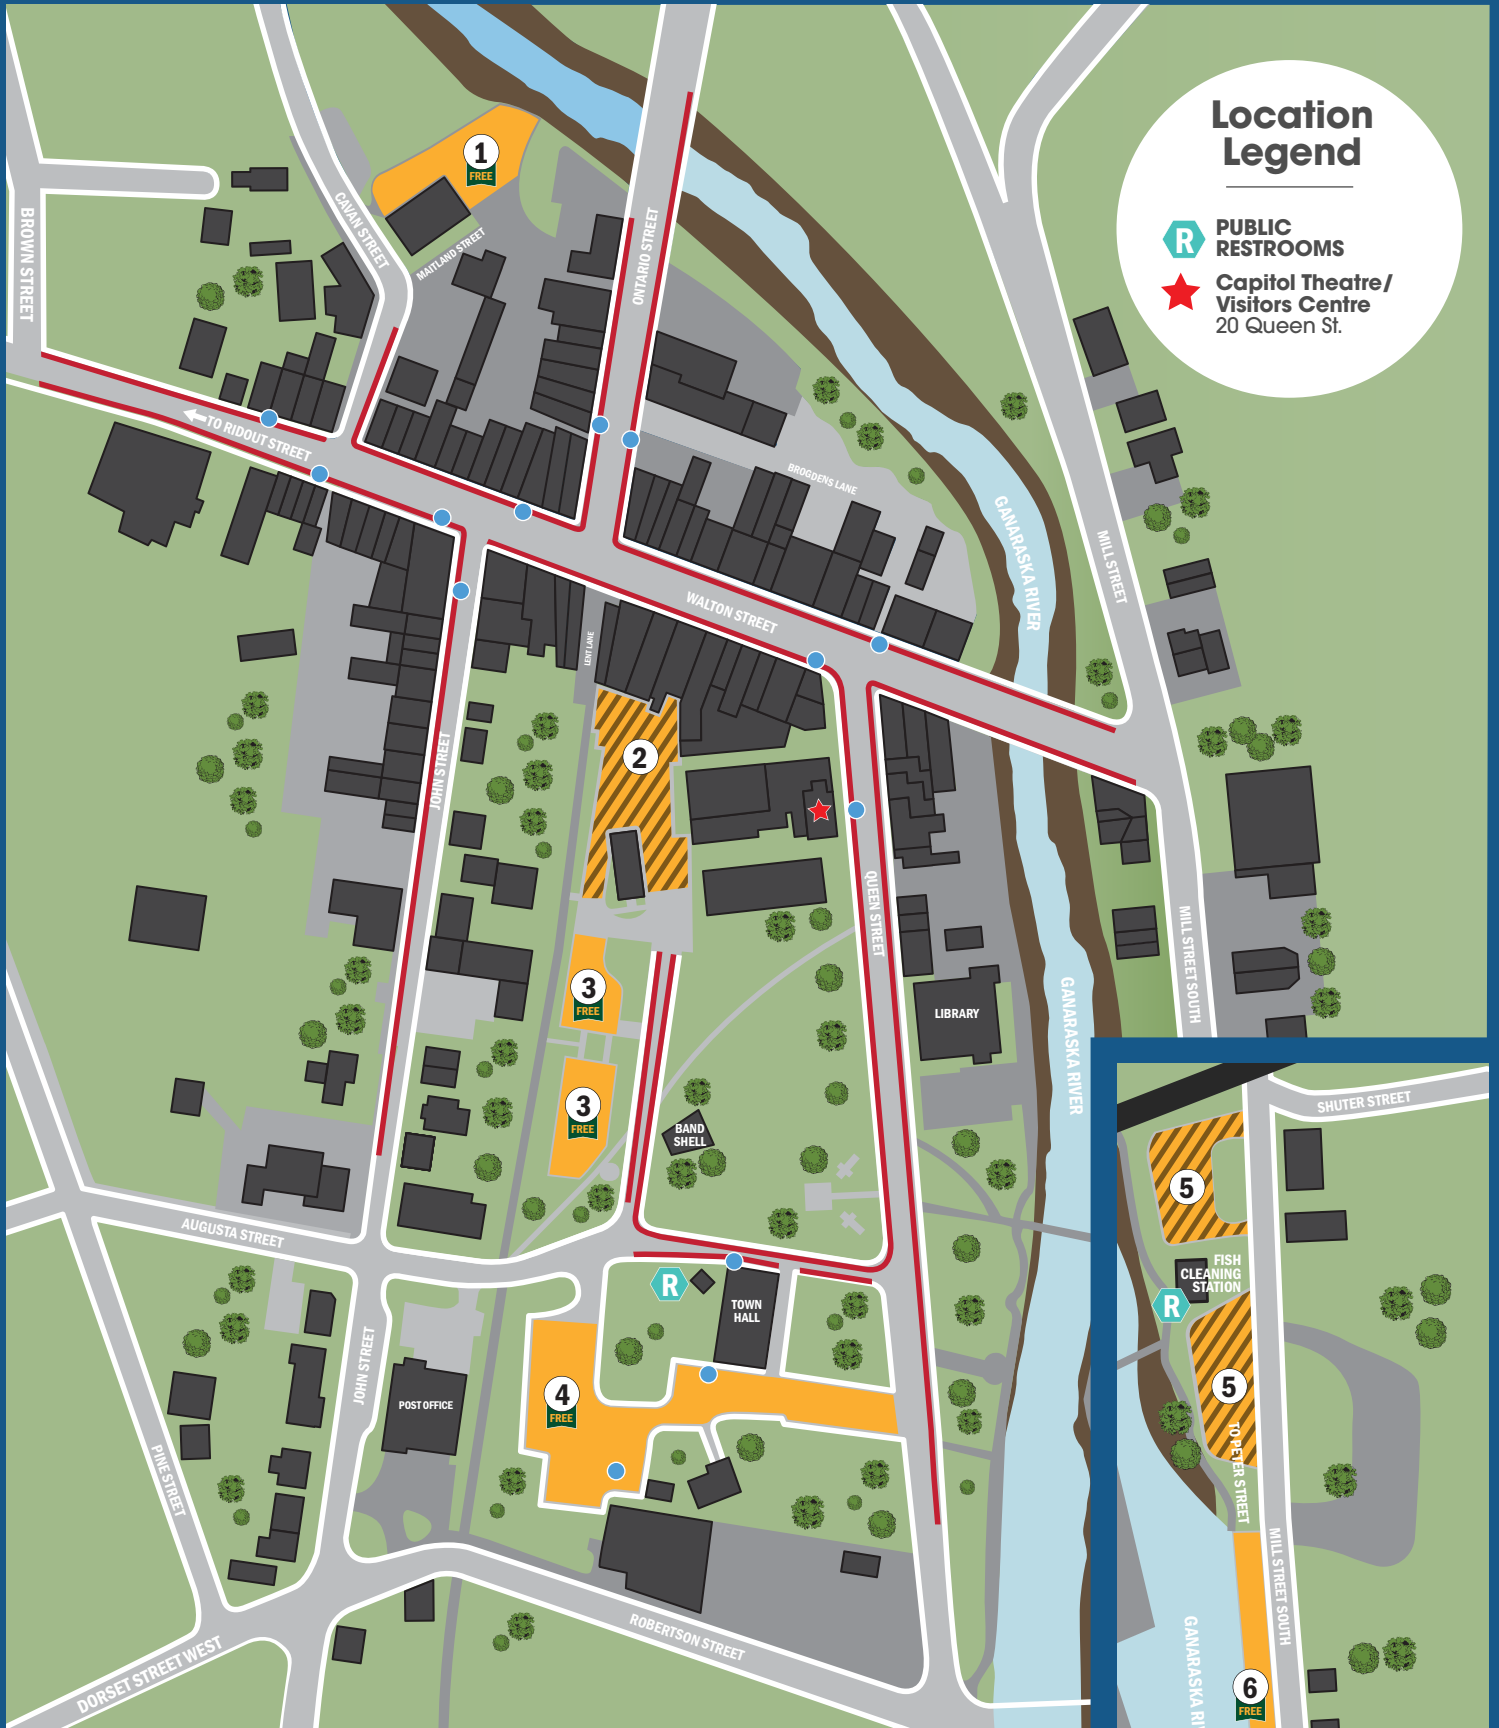 Location
Legend
R
PUBLIC
RESTROOMS
Capitol Theatre/
Visitors Centre
20 Queen St.
1
FREE
CAVAN STREET
MAITLAND STREET
BROWN STREET
ONTARIO STREET
TO RIDOUT STREET
BROGDENS LANE
GANARASKA RIVER
MILL STREET
WALTON STREET
LENT LANE
2
JOHN STREET
QUEEN STREET
MILL STREET SOUTH
3
FREE
LIBRARY
GANARASKA RIVER
3
FREE
BAND
SHELL
AUGUSTA STREET
R
TOWN
HALL
JOHN STREET
POST OFFICE
4
FREE
PINE STREET
ROBERTSON STREET
DORSET STREET WEST
SHUTER STREET
5
FISH
CLEANING
STATION
R
5
TO PETER STREET
MILL STREET SOUTH
GANARASKA RIV
6
FREE